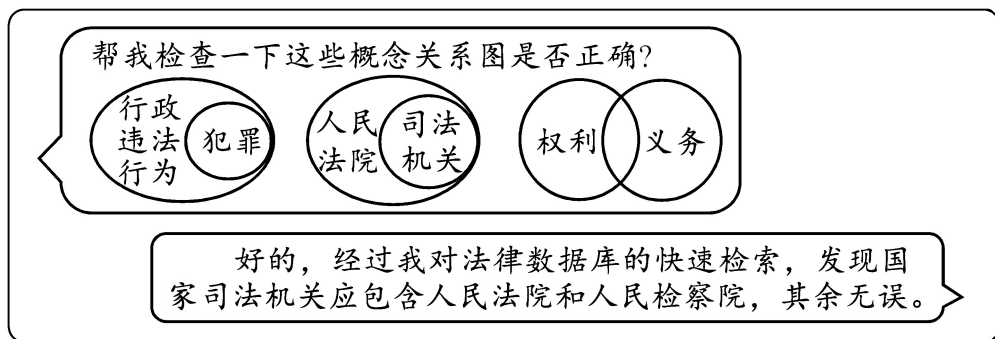 帮我检查一下这些概念关系图是否正确?
行政
违法
行为
犯罪
人民
法院
司法
机关
权利
义务
好的，经过我对法律数据库的快速检索，发现国
家司法机关应包含人民法院和人民检察院，其余无误。